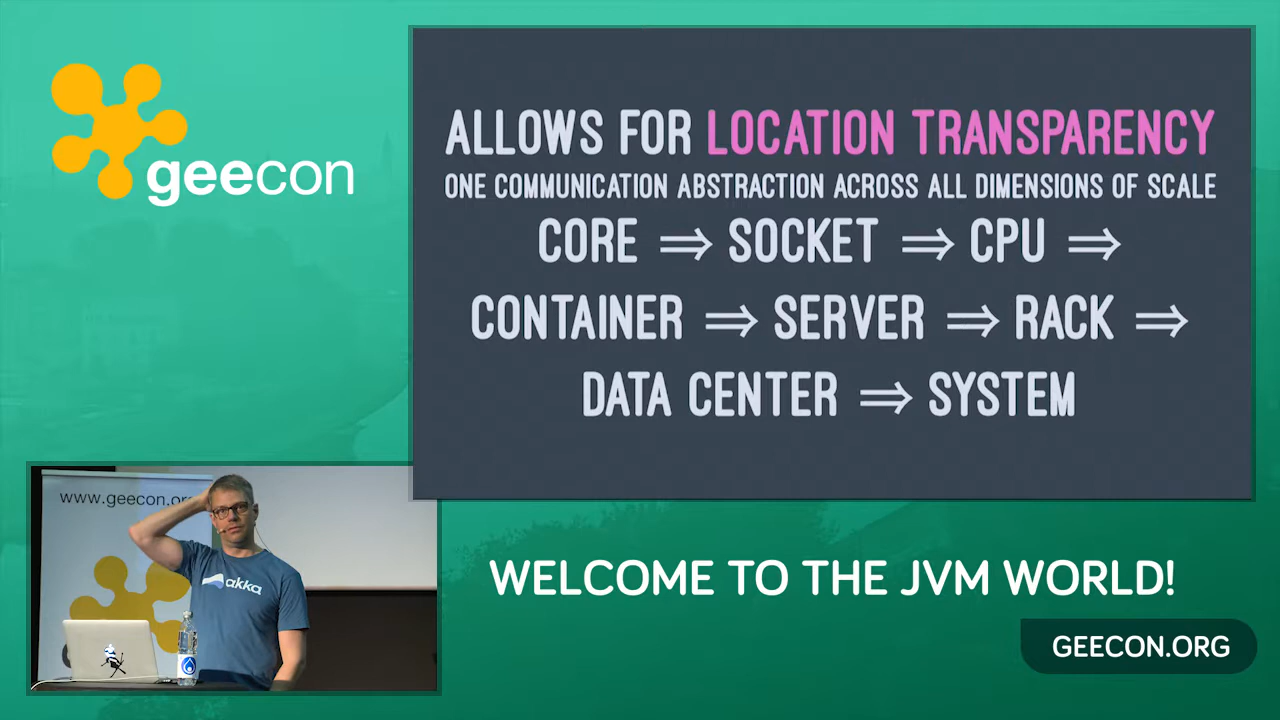 geecon
ALLOWS FOR LOCATION TRANSPARENCY
ONE COMMUNICATION ABSTRACTION ACROSS ALL DIMENSIONS OF SCALE
CORE ⇒ SOCKET ⇒ CPU ⇒
CONTAINER ⇒ SERVER ⇒ RACK ⇒
DATA CENTER ⇒ SYSTEM
www.geecon.org
akka
WELCOME TO THE JVM WORLD!
GEECON.ORG